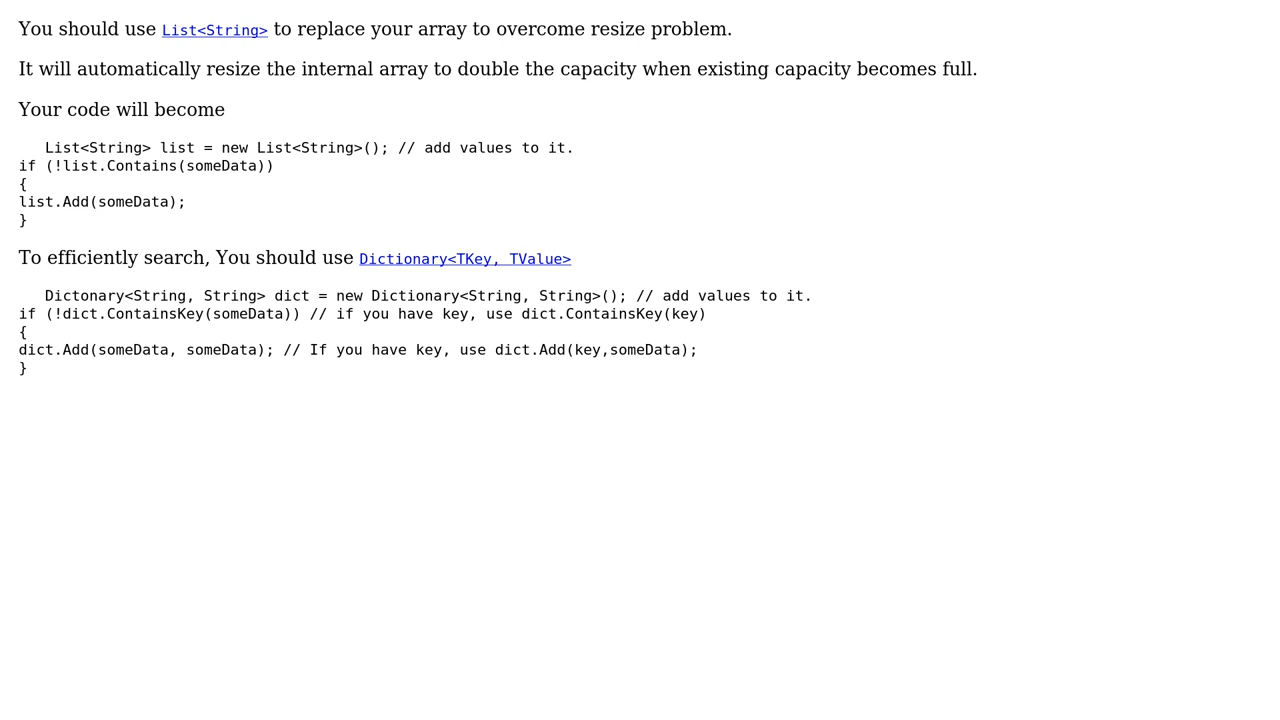 You should use List<String> to replace your array to overcome resize problem.
It will automatically resize the internal array to double the capacity when existing capacity becomes full.
Your code will become
   List<String> list = new List<String>(); // add values to it.
if (!list.Contains(someData))
{
list.Add(someData);
}
To efficiently search, You should use Dictionary<TKey, TValue>
   Dictonary<String, String> dict = new Dictionary<String, String>(); // add values to it.
if (!dict.ContainsKey(someData)) // if you have key, use dict.ContainsKey(key)
{
dict.Add(someData, someData); // If you have key, use dict.Add(key,someData);
}